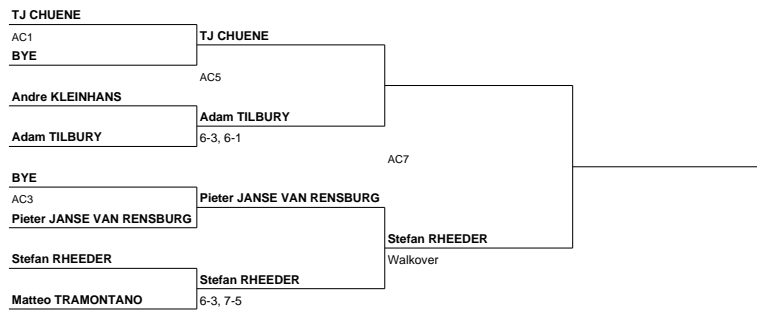 TJ CHUENE
AC1
TJ CHUENE
BYE
AC5
Andre KLEINHANS
Adam TILBURY
Adam TILBURY
6-3, 6-1
AC7
BYE
AC3
Pieter JANSE VAN RENSBURG
Pieter JANSE VAN RENSBURG
Stefan RHEEDER
Walkover
Stefan RHEEDER
Stefan RHEEDER
Matteo TRAMONTANO
6-3, 7-5